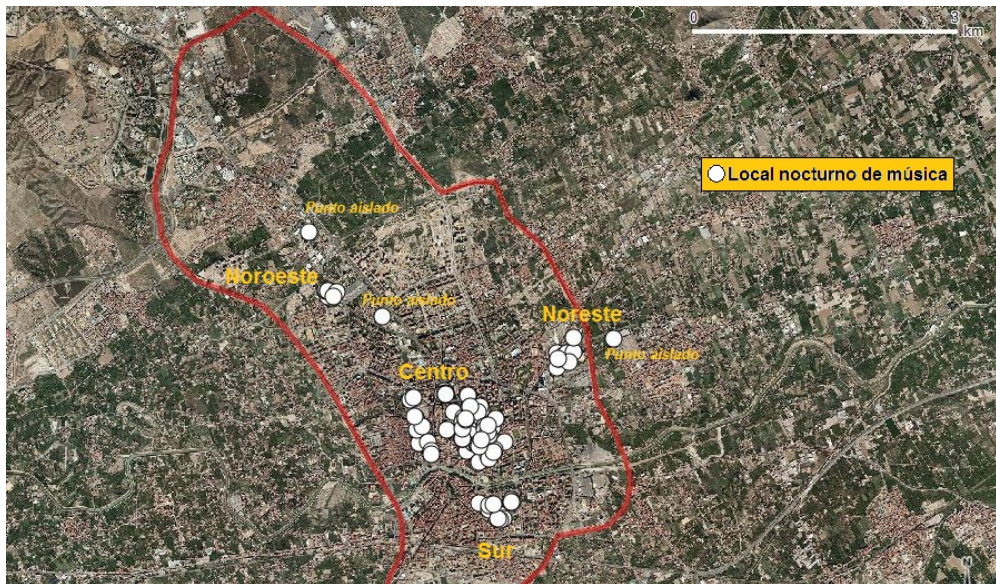 0 3
km
Local nocturno de música
Punto aislado
Noroeste
Punto aislado
Noreste
Punto aislado
Centro
Sur